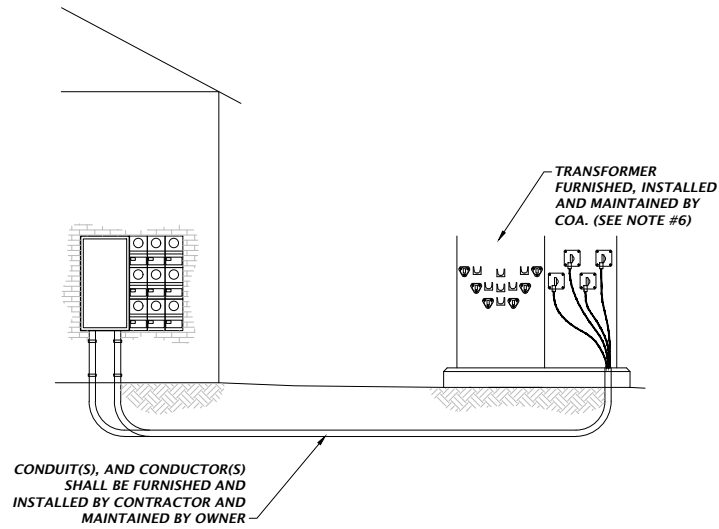 TRANSFORMER
FURNISHED, INSTALLED
AND MAINTAINED BY
COA. (SEE NOTE #6)
CONDUIT(S), AND CONDUCTOR(S)
SHALL BE FURNISHED AND
INSTALLED BY CONTRACTOR AND
MAINTAINED BY OWNER